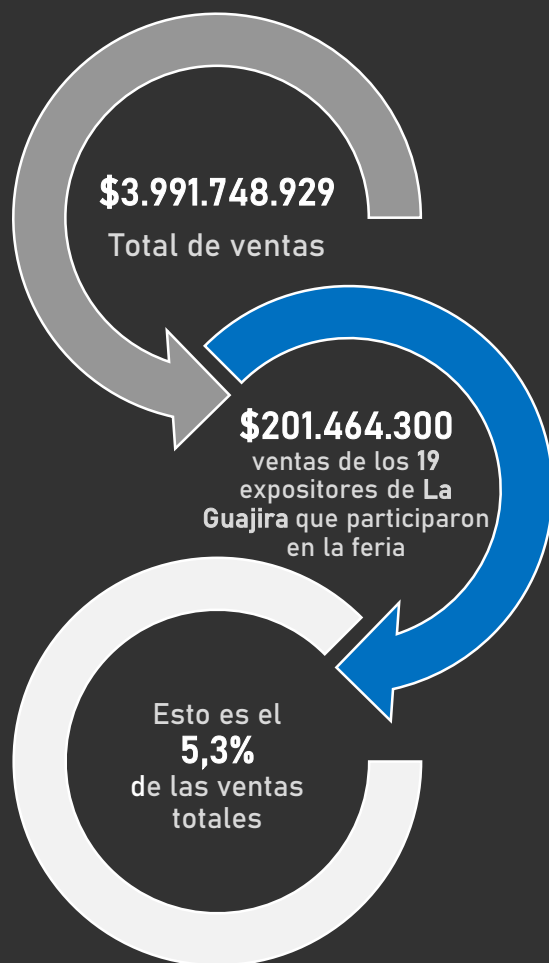 $3.991.748.929
Total de ventas
$201.464.300
ventas de los 19
expositores de La
Guajira que participaron
en la feria
Esto es el
5,3%
de las ventas
totales